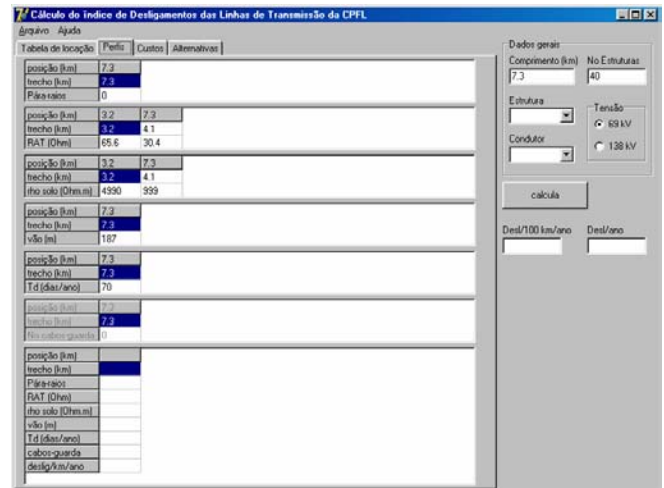 Cálculo do índice de Desligamentos das Linhas de Transmissão da CPFL
Arquivo Ajuda
Tabela de locação Perfis Custos Alternativas
posição (km) 7.3
trecho (km) 7.3
Pára-raios 0
posição (km) 3.2 7.3
trecho (km) 3.2 4.1
RAT (Ohm) 65.6 30.4
posição (km) 3.2 7.3
trecho (km) 3.2 4.1
rho solo (Ohm.m) 4990 999
posição (km) 7.3
trecho (km) 7.3
vão (m) 187
posição (km) 7.3
trecho (km) 7.3
Td (dias/ano) 70
posição (km) 7.3
trecho (km) 7.3
No cabos-guarda 0
posição (km)
trecho (km)
Pára-raios
RAT (Ohm)
rho solo (Ohm.m)
vão (m)
Td (dias/ano)
cabos-guarda
deslig/km/ano
Dados gerais
Comprimento (km) No Estruturas
7.3 40
Estrutura
Tensão
69 kV
Condutor
138 kV
calcula
Desl/100 km/ano Desl/ano